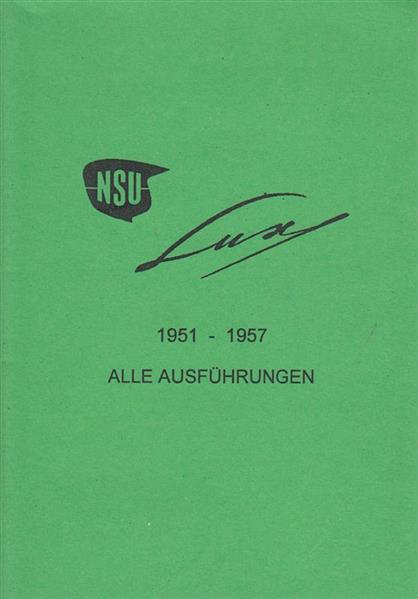 NSU
Lux
1951 - 1957
ALLE AUSFÜHRUNGEN